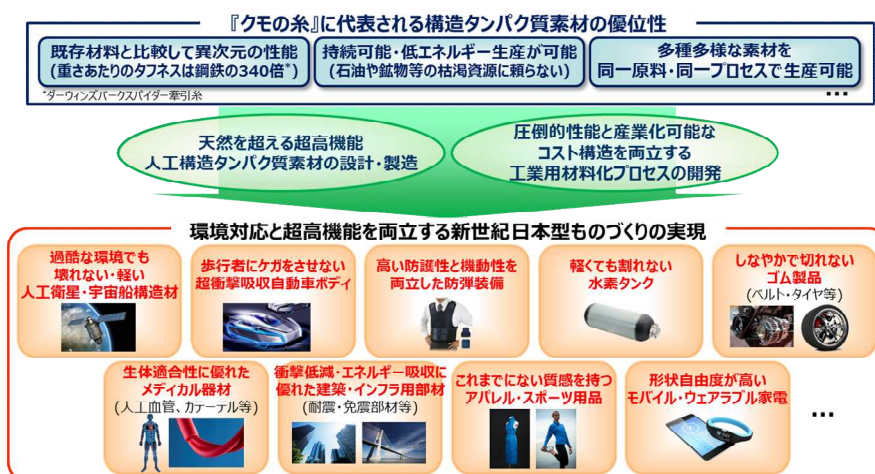 『クモの糸』に代表される構造タンパク質素材の優位性
既存材料と比較して異次元の性能
(重さあたりのタフネスは鋼鉄の340倍*)
持続可能・低エネルギー生産が可能
(石油や鉱物等の枯渇資源に頼らない)
多種多様な素材を
同一原料・同一プロセスで生産可能
*ダーウィンズバークスパイダー牽引糸
…
天然を超える超高機能
人工構造タンパク質素材の設計・製造
圧倒的性能と産業化可能な
コスト構造を両立する
工業用材料化プロセスの開発
環境対応と超高機能を両立する新世紀日本型ものづくりの実現
過酷な環境でも
壊れない・軽い
人工衛星・宇宙船構造材
歩行者にケガをさせない
超衝撃吸収自動車ボディ
高い防護性と機動性を
両立した防弾装備
軽くても割れない
水素タンク
しなやかで切れない
ゴム製品
(ベルト・タイヤ等)
生体適合性に優れた
メディカル器材
(人工血管、カテーテル等)
衝撃低減・エネルギー吸収に
優れた建築・インフラ用部材
(耐震・免震部材等)
これまでにない質感を持つ
アパレル・スポーツ用品
形状自由度が高い
モバイル・ウェアラブル家電
…